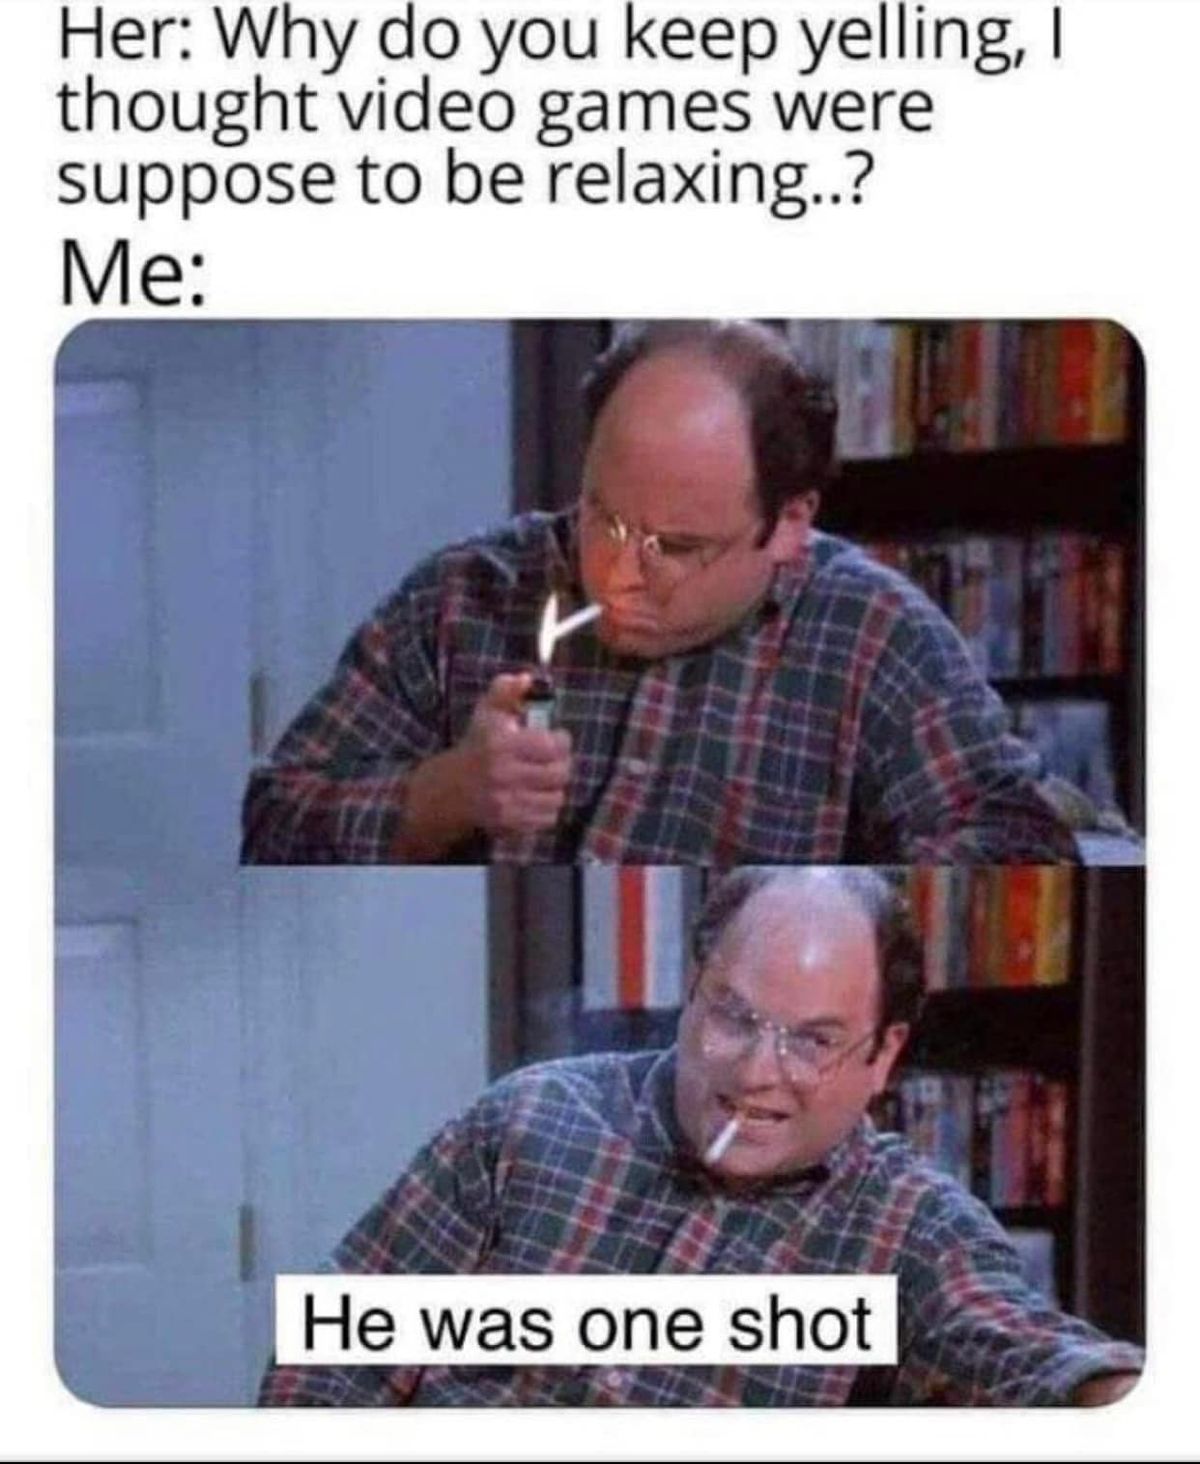 Her: Why do you keep yelling, I
thought video games were
suppose to be relaxing..?
Me:
He was one shot